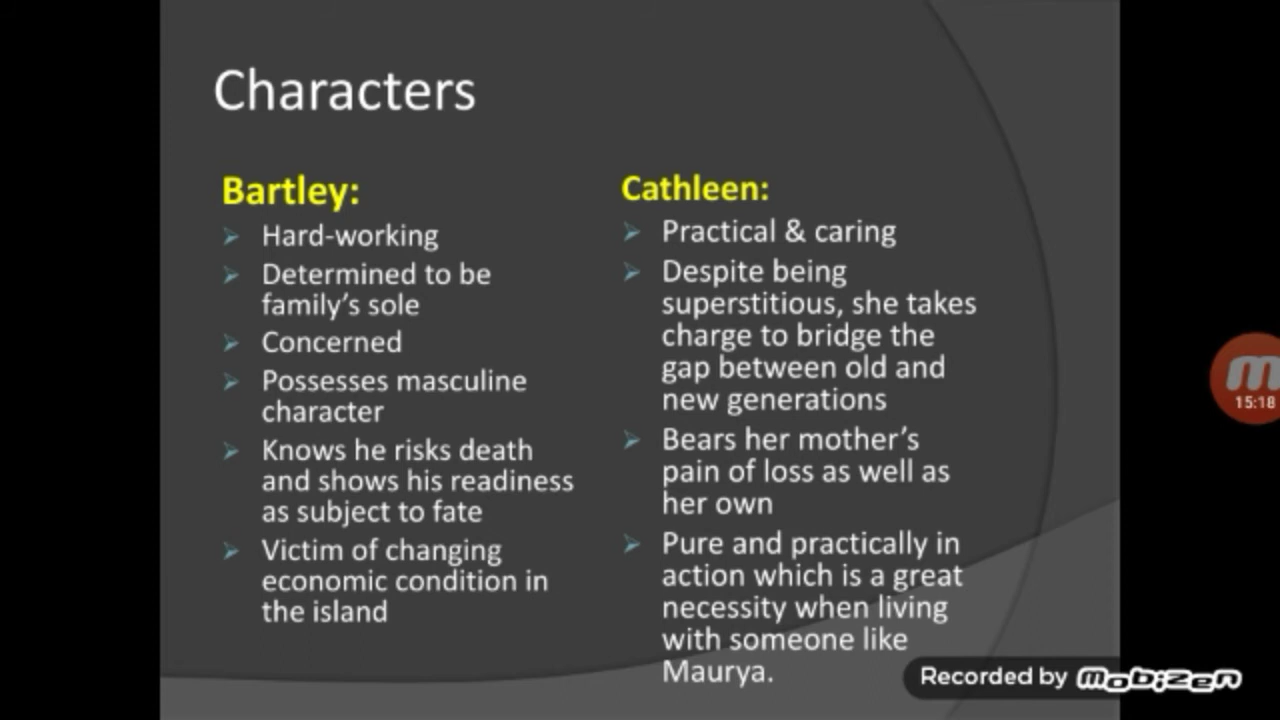 Characters
Bartley:
Hard-working
Determined to be
family's sole
Concerned
Possesses masculine
character
Knows he risks death
and shows his readiness
as subject to fate
Victim of changing
economic condition in
the island
Cathleen:
Practical & caring
Despite being
superstitious, she takes
charge to bridge the
gap between old and
new generations
Bears her mother's
pain of loss as well as
her own
Pure and practically in
action which is a great
necessity when living
with someone like
Maurya.
15:18
Recorded by mobizen